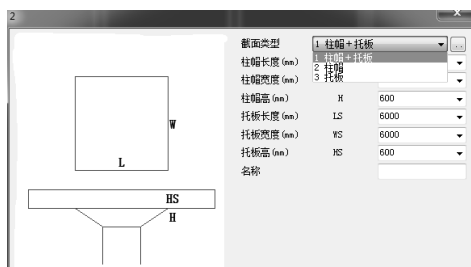 2
截面类型 1 柱帽+托板
1 柱帽+托板
2 柱帽
3 托板
柱帽长度(mm)
柱帽宽度(mm)
柱帽高(mm) H 600
托板长度(mm) LS 6000
托板宽度(mm) WS 6000
托板高(mm) HS 600
名称
W
L
HS
H